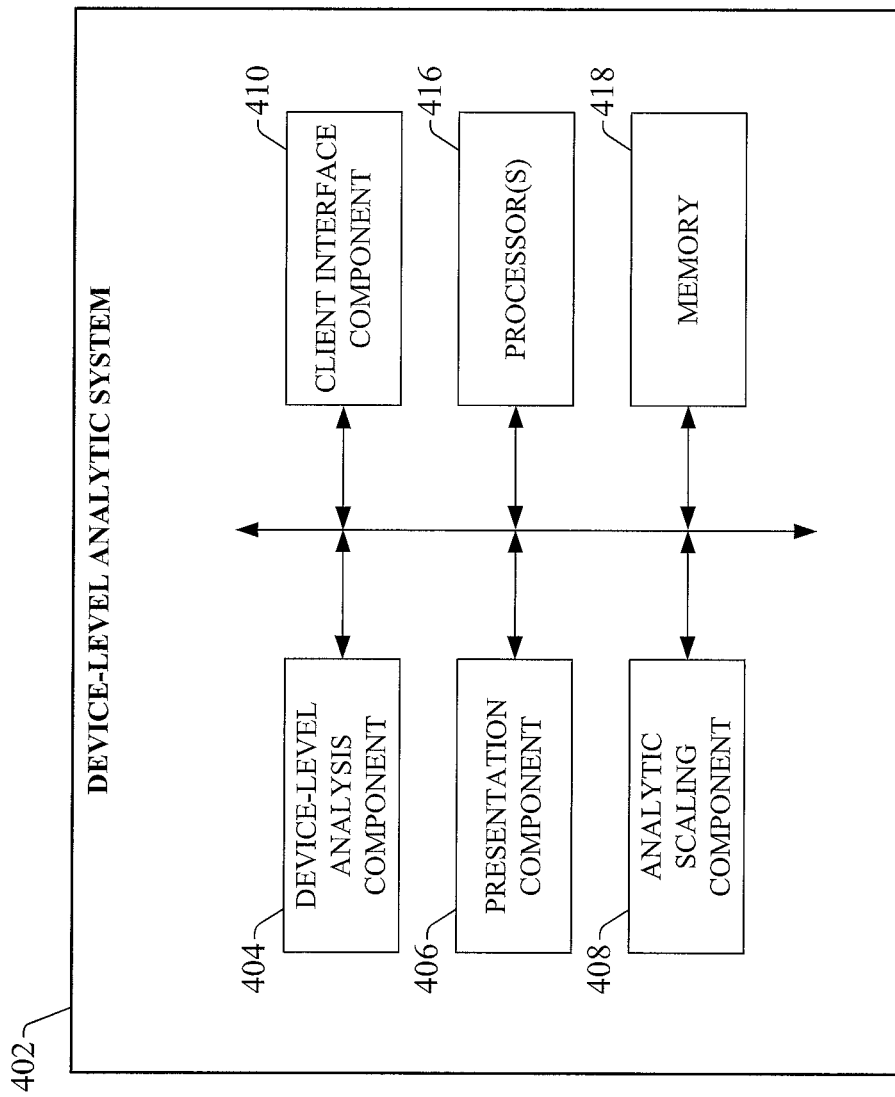 402
DEVICE-LEVEL ANALYTIC SYSTEM
404
DEVICE-LEVEL
ANALYSIS
COMPONENT
406
PRESENTATION
COMPONENT
408
ANALYTIC
SCALING
COMPONENT
410
CLIENT INTERFACE
COMPONENT
416
PROCESSOR(S)
418
MEMORY